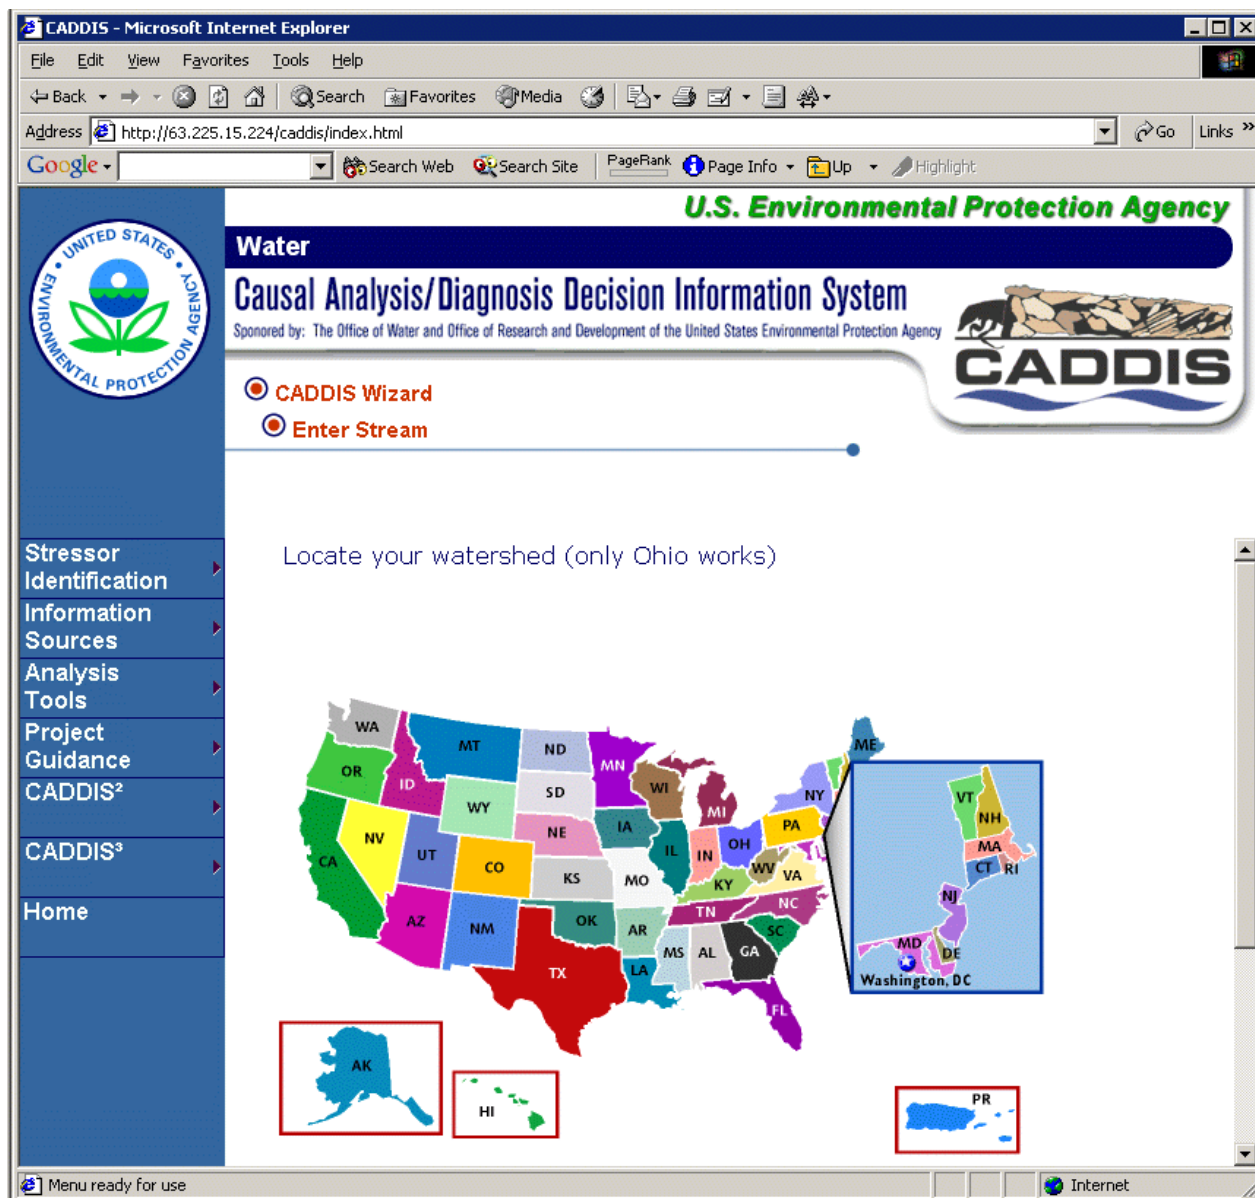 CADDIS - Microsoft Internet Explorer
File Edit View Favorites Tools Help
Back Search Favorites Media
Address http://63.225.15.224/caddis/index.html Go Links »
Google Search Web Search Site PageRank Page Info Up Highlight
U.S. Environmental Protection Agency
UNITED STATES ENVIRONMENTAL PROTECTION AGENCY
Water
Causal Analysis/Diagnosis Decision Information System
Sponored by: The Office of Water and Office of Research and Development of the United States Environmental Protection Agency
CADDIS
CADDIS Wizard
Enter Stream
Stressor
Identification
Information
Sources
Analysis
Tools
Project
Guidance
CADDIS²
CADDIS³
Home
Locate your watershed (only Ohio works)
WA
MT
ND
MN
ME
OR
ID
WY
SD
WI
MI
NY
VT
NH
NV
UT
CO
NE
IA
IL
IN
OH
PA
MA
CT
RI
CA
KS
MO
KY
WV
VA
NJ
AZ
NM
OK
AR
TN
NC
MD
DE
TX
LA
MS
AL
GA
SC
Washington, DC
FL
AK
HI
PR
Menu ready for use Internet